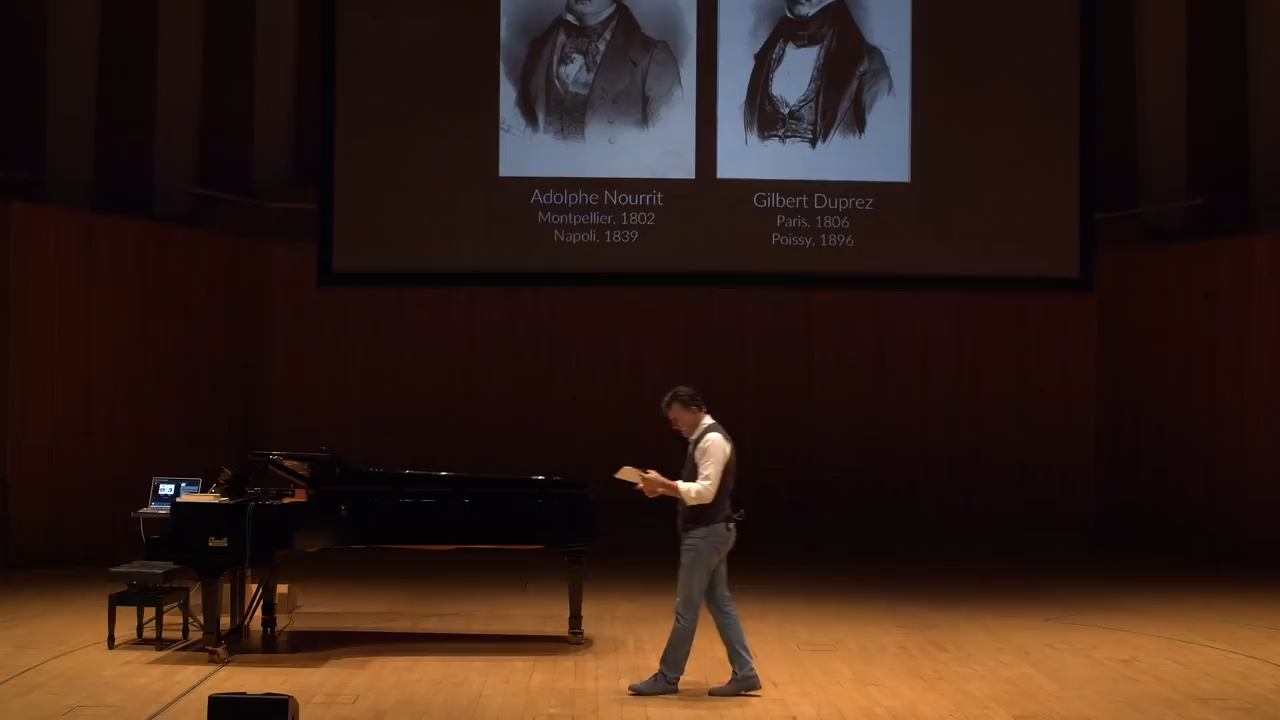 Adolphe Nourrit
Montpellier, 1802
Napoli, 1839
Gilbert Duprez
Paris, 1806
Poissy, 1896